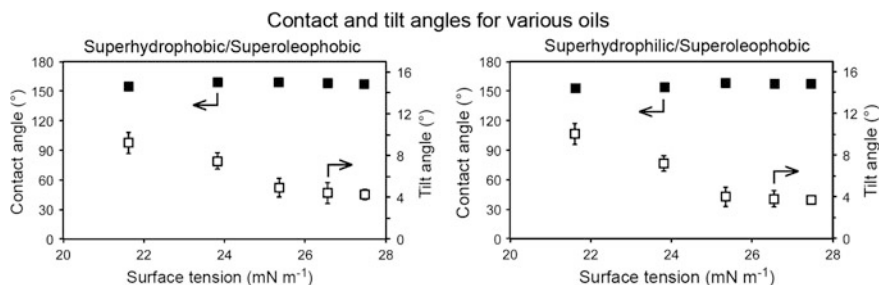 Contact and tilt angles for various oils
Superhydrophobic/Superoleophobic
180
150
120
90
60
30
0
Contact angle (°)
16
12
8
4
0
Tilt angle (°)
20 22 24 26 28
Surface tension (mN m⁻¹)
Superhydrophilic/Superoleophobic
180
150
120
90
60
30
0
Contact angle (°)
16
12
8
4
0
Tilt angle (°)
20 22 24 26 28
Surface tension (mN m⁻¹)